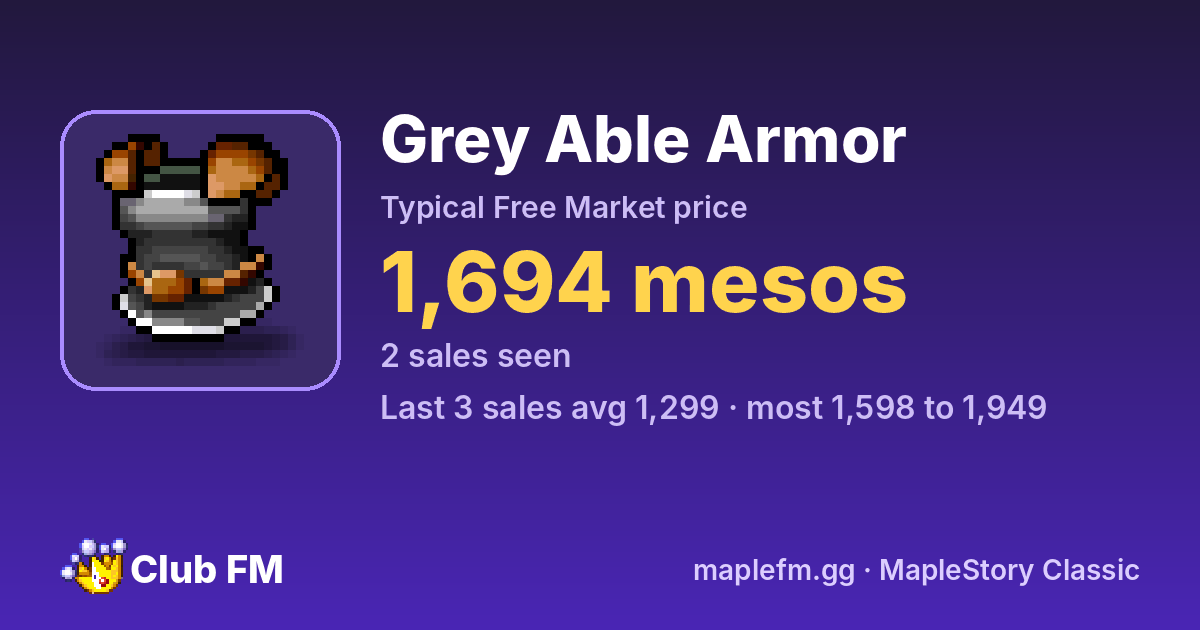 Grey Able Armor
Typical Free Market price
1,694 mesos
2 sales seen
Last 3 sales avg 1,299 · most 1,598 to 1,949
Club FM
maplefm.gg · MapleStory Classic